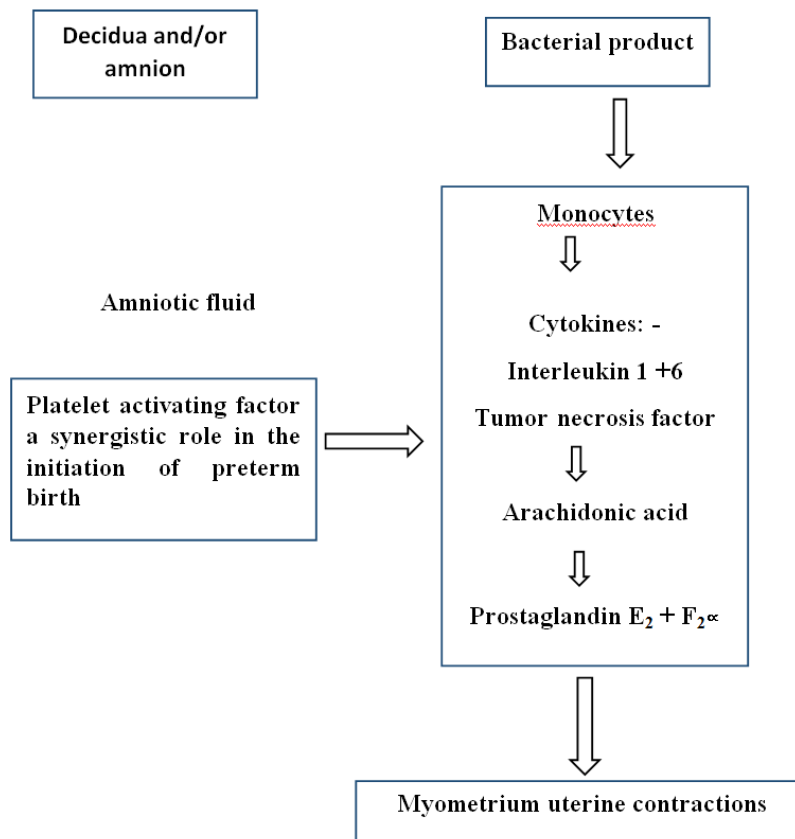 Decidua and/or
amnion
Bacterial product
Monocytes
Amniotic fluid
Cytokines: -
Interleukin 1 +6
Tumor necrosis factor
Platelet activating factor
a synergistic role in the
initiation of preterm
birth
Arachidonic acid
Prostaglandin E₂ + F₂∝
Myometrium uterine contractions